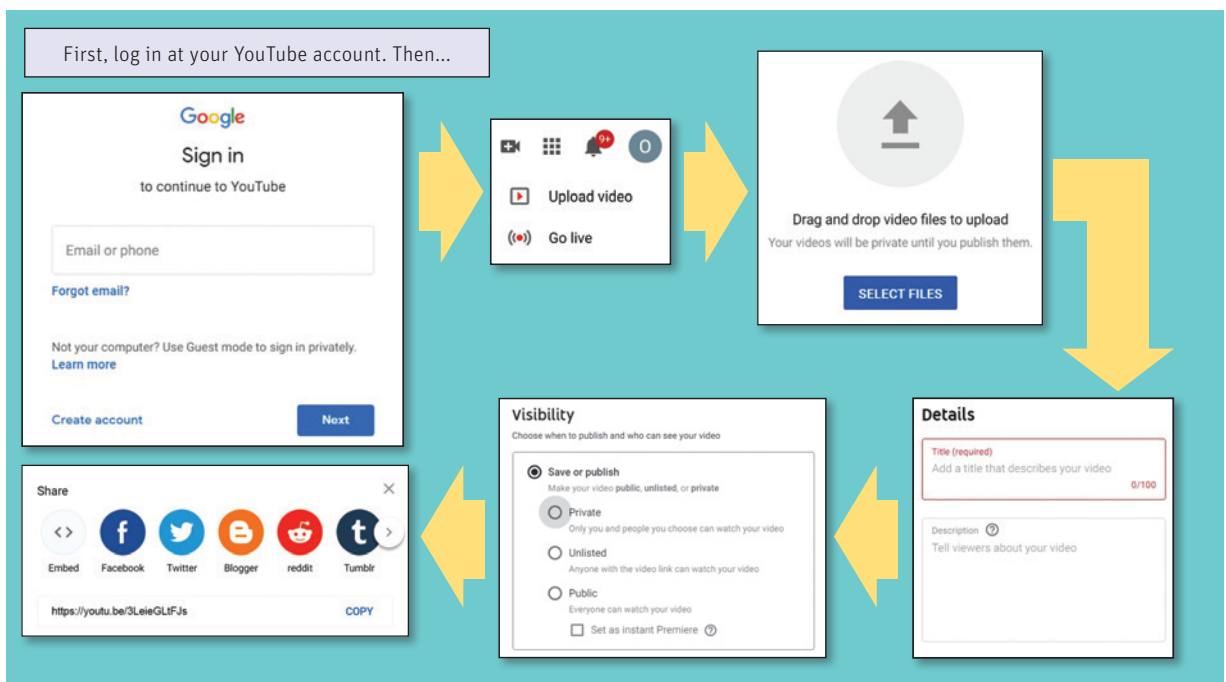 First, log in at your YouTube account. Then...
Google
Sign in
to continue to YouTube
Email or phone
Forgot email?
Not your computer? Use Guest mode to sign in privately.
Learn more
Create account
Next
9+
O
Upload video
Go live
Drag and drop video files to upload
Your videos will be private until you publish them.
SELECT FILES
Details
Title (required)
Add a title that describes your video
0/100
Description
Tell viewers about your video
Visibility
Choose when to publish and who can see your video
Save or publish
Make your video public, unlisted, or private
Private
Only you and people you choose can watch your video
Unlisted
Anyone with the video link can watch your video
Public
Everyone can watch your video
Set as instant Premiere
Share
Embed
Facebook
Twitter
Blogger
reddit
Tumblr
https://youtu.be/3LeieGLtFJs
COPY